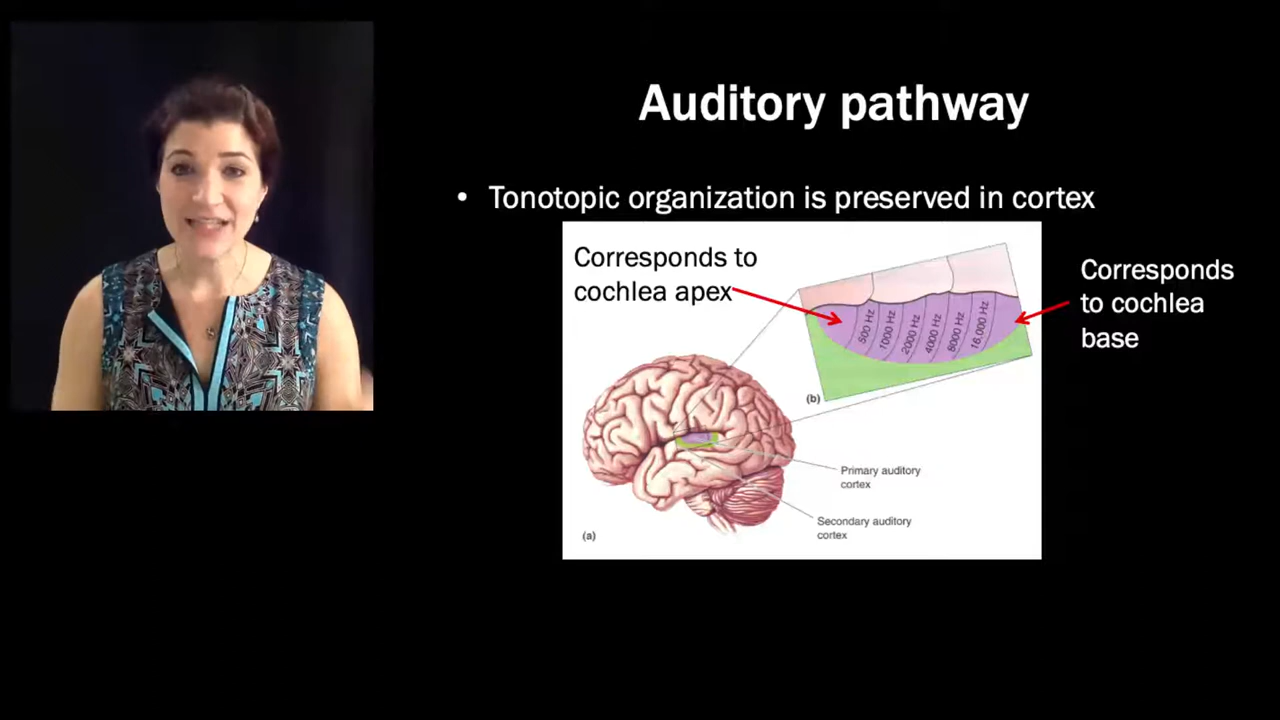 Auditory pathway
• Tonotopic organization is preserved in cortex
Corresponds to
cochlea apex
Corresponds
to cochlea
base
500 Hz
1000 Hz
2000 Hz
4000 Hz
8000 Hz
16,000 Hz
(b)
Primary auditory
cortex
Secondary auditory
cortex
(a)